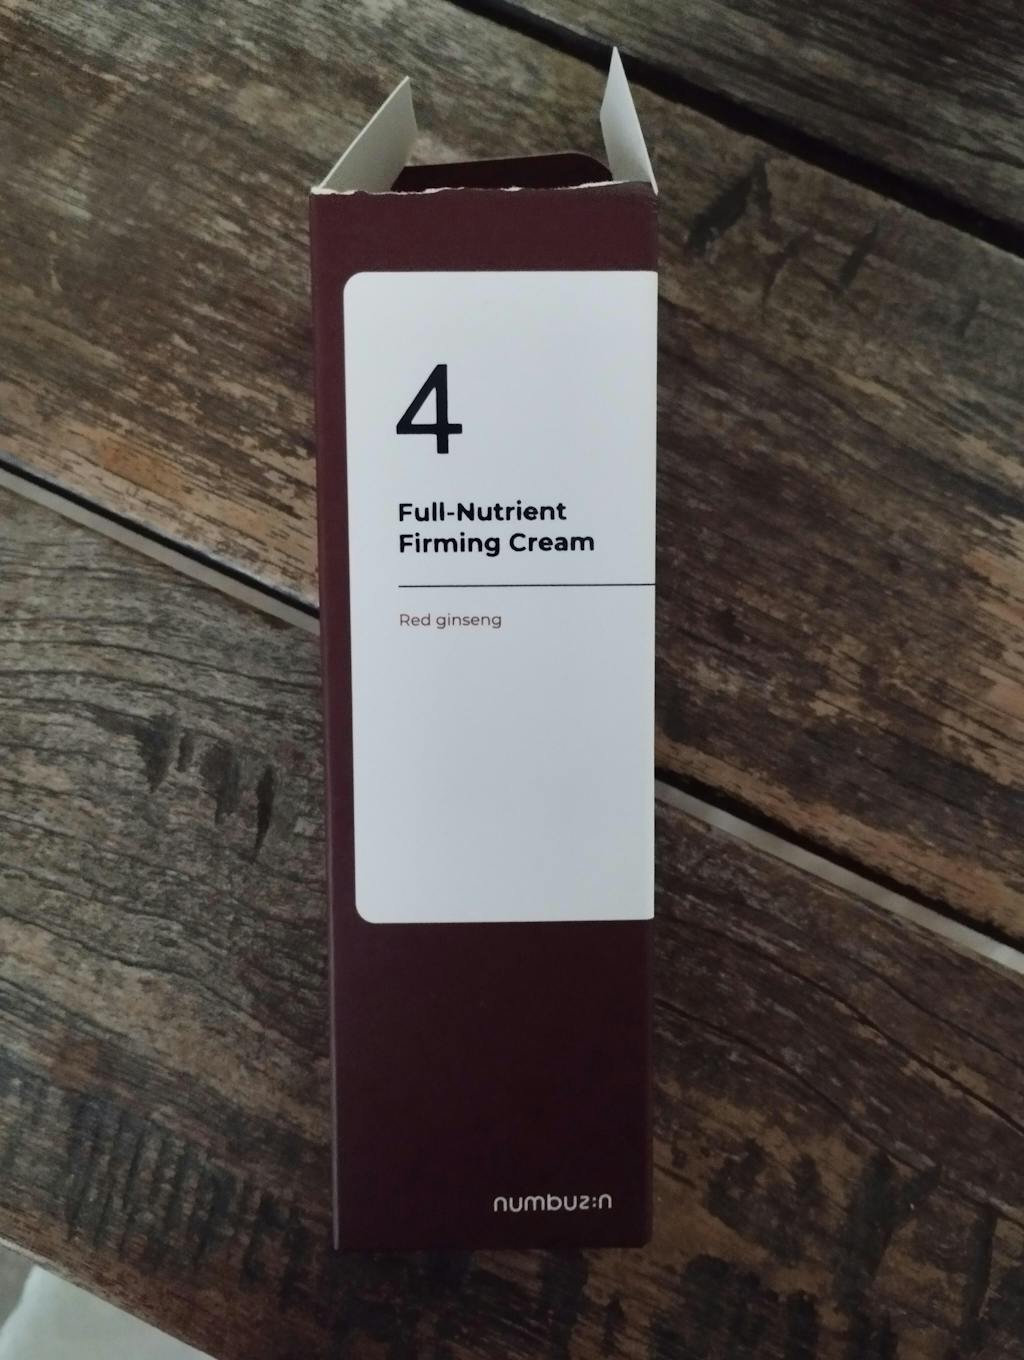 4
Full-Nutrient
Firming Cream
Red ginseng
numbuz:n